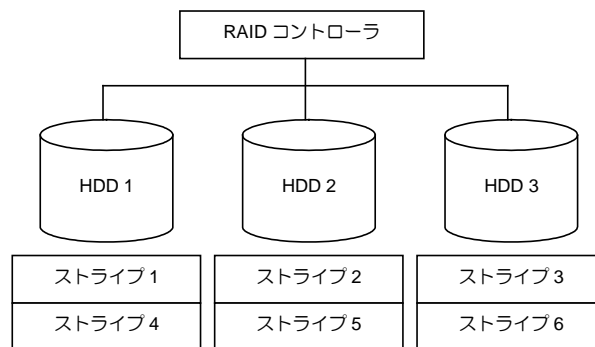 RAID コントローラ
HDD 1
HDD 2
HDD 3
ストライプ 1
ストライプ 2
ストライプ 3
ストライプ 4
ストライプ 5
ストライプ 6